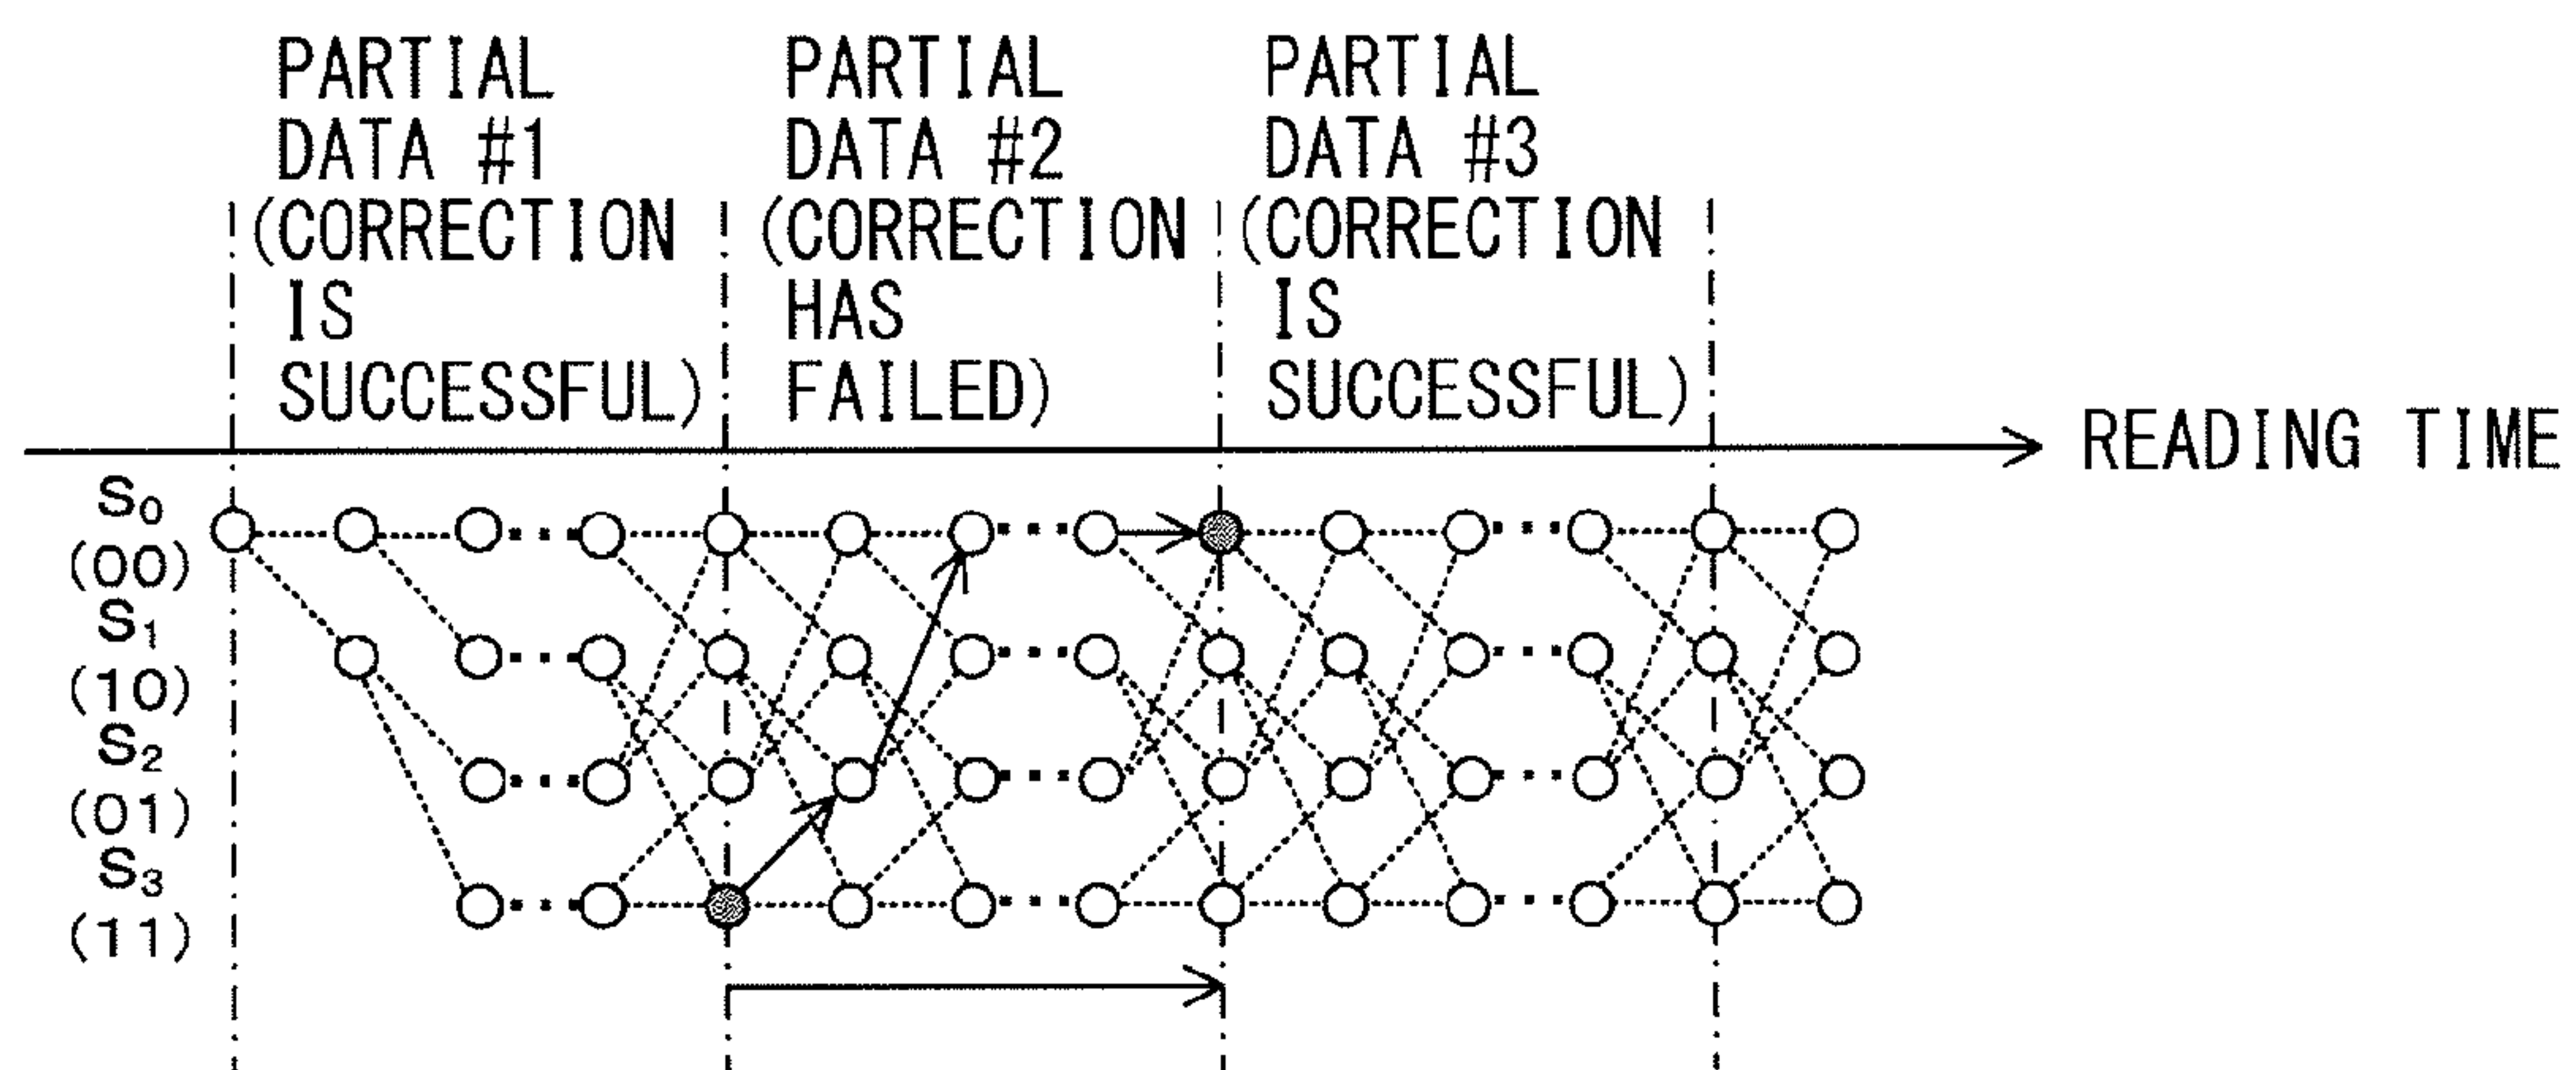 PARTIAL
DATA #1
(CORRECTION
IS
SUCCESSFUL)
PARTIAL
DATA #2
(CORRECTION
HAS
FAILED)
PARTIAL
DATA #3
(CORRECTION
IS
SUCCESSFUL)
READING TIME
S₀
(00)
S₁
(10)
S₂
(01)
S₃
(11)